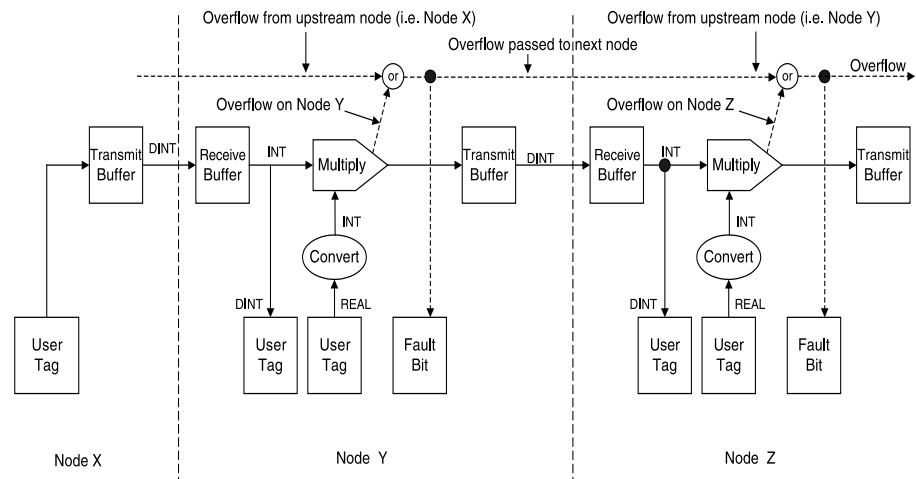 Overflow from upstream node (i.e. Node X)
Overflow from upstream node (i.e. Node Y)
Overflow passed to next node
or
or
Overflow
Overflow on Node Y
Overflow on Node Z
Transmit
Buffer
DINT
Receive
Buffer
INT
Multiply
Transmit
Buffer
DINT
Receive
Buffer
INT
Multiply
Transmit
Buffer
INT
INT
Convert
Convert
DINT
REAL
DINT
REAL
User
Tag
User
Tag
User
Tag
Fault
Bit
User
Tag
User
Tag
Fault
Bit
Node X
Node Y
Node Z